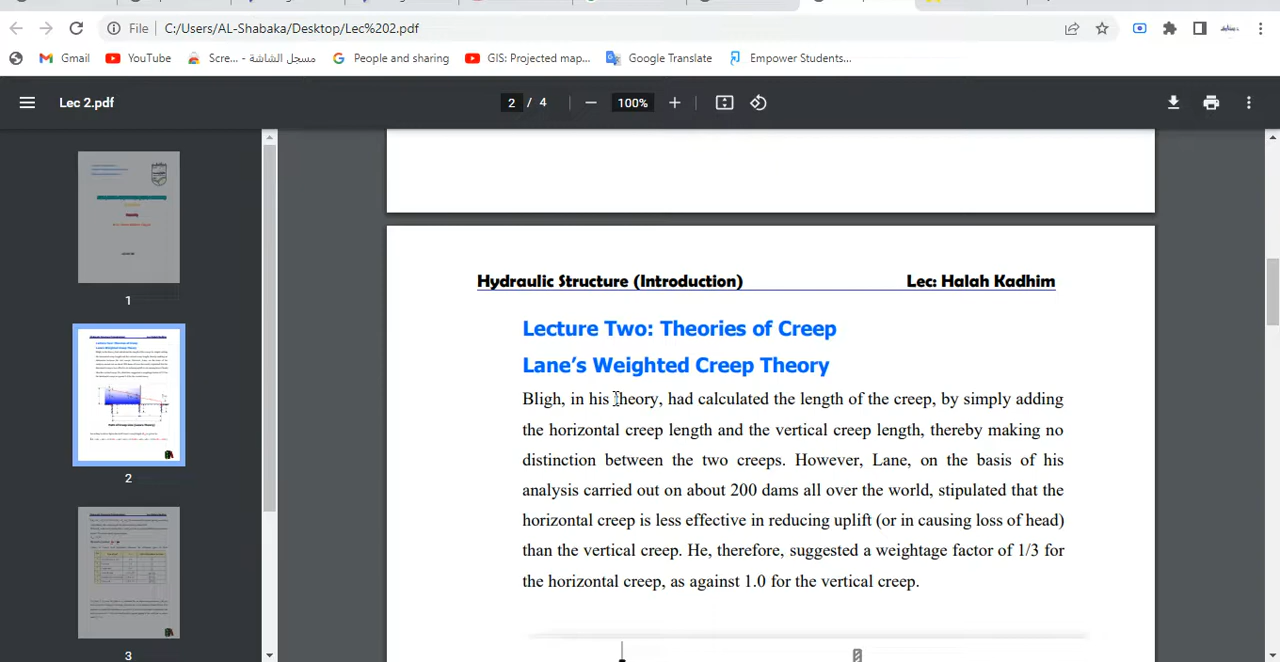 File C:/Users/AL-Shabaka/Desktop/Lec%202.pdf
Gmail YouTube Scre... - مسجل الشاشة People and sharing GIS: Projected map... Google Translate Empower Students...
Lec 2.pdf 2 / 4 100%
1
2
3
Hydraulic Structure (Introduction) Lec: Halah Kadhim
Lecture Two: Theories of Creep
Lane's Weighted Creep Theory
Bligh, in his theory, had calculated the length of the creep, by simply adding
the horizontal creep length and the vertical creep length, thereby making no
distinction between the two creeps. However, Lane, on the basis of his
analysis carried out on about 200 dams all over the world, stipulated that the
horizontal creep is less effective in reducing uplift (or in causing loss of head)
than the vertical creep. He, therefore, suggested a weightage factor of 1/3 for
the horizontal creep, as against 1.0 for the vertical creep.